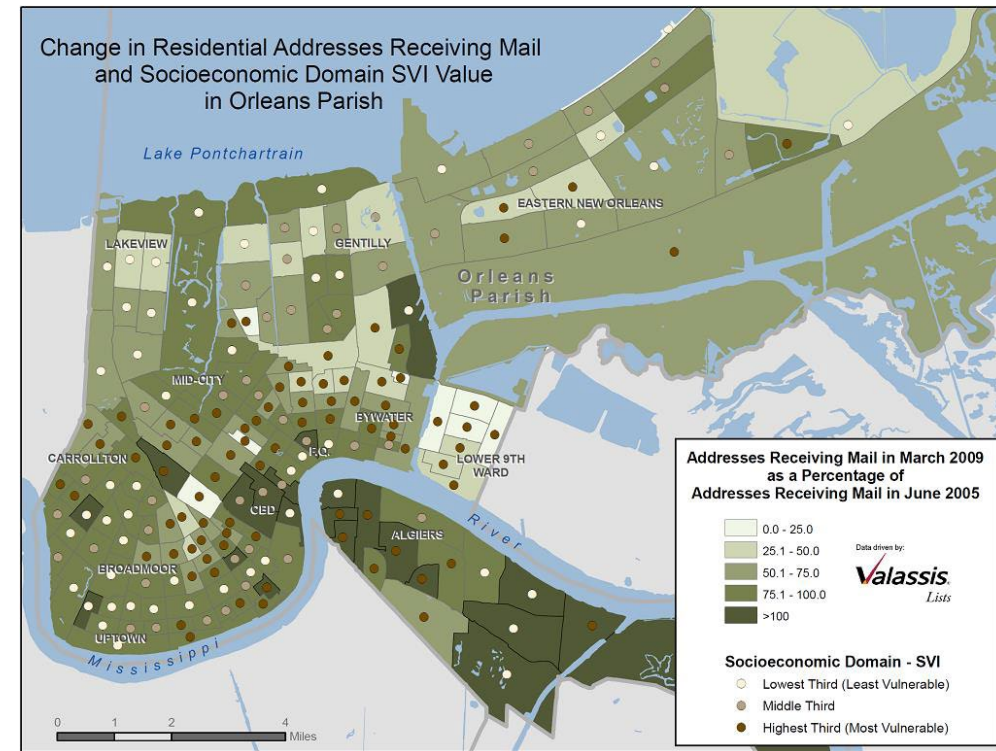 Change in Residential Addresses Receiving Mail
and Socioeconomic Domain SVI Value
in Orleans Parish
Lake Pontchartrain
EASTERN NEW ORLEANS
LAKEVIEW
GENTILLY
Orleans
Parish
MID-CITY
BYWATER
CARROLLTON
F.Q.
LOWER 9TH
WARD
CBD
River
ALGIERS
BROADMOOR
UPTOWN
Mississippi
0 1 2 4
Miles
Addresses Receiving Mail in March 2009
as a Percentage of
Addresses Receiving Mail in June 2005
0.0 - 25.0
25.1 - 50.0
50.1 - 75.0
75.1 - 100.0
>100
Data driven by:
Valassis
Lists
Socioeconomic Domain - SVI
Lowest Third (Least Vulnerable)
Middle Third
Highest Third (Most Vulnerable)